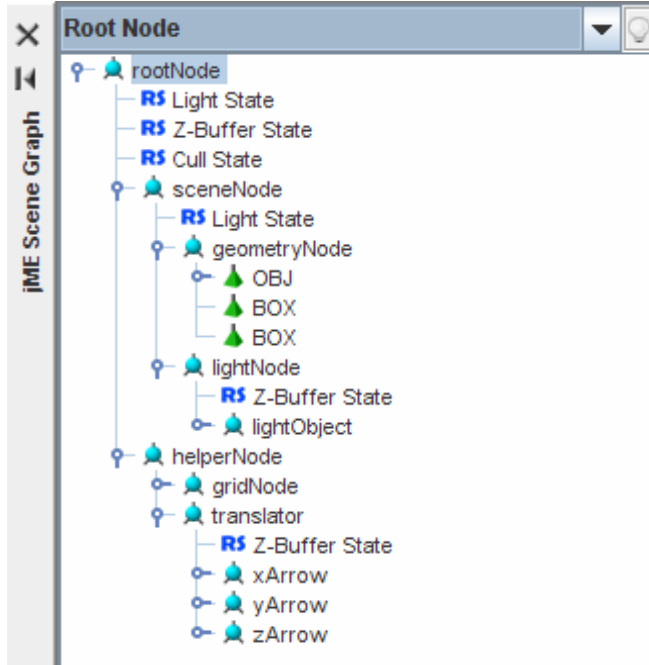 Root Node
jME Scene Graph
rootNode
RS Light State
RS Z-Buffer State
RS Cull State
sceneNode
RS Light State
geometryNode
OBJ
BOX
BOX
lightNode
RS Z-Buffer State
lightObject
helperNode
gridNode
translator
RS Z-Buffer State
xArrow
yArrow
zArrow